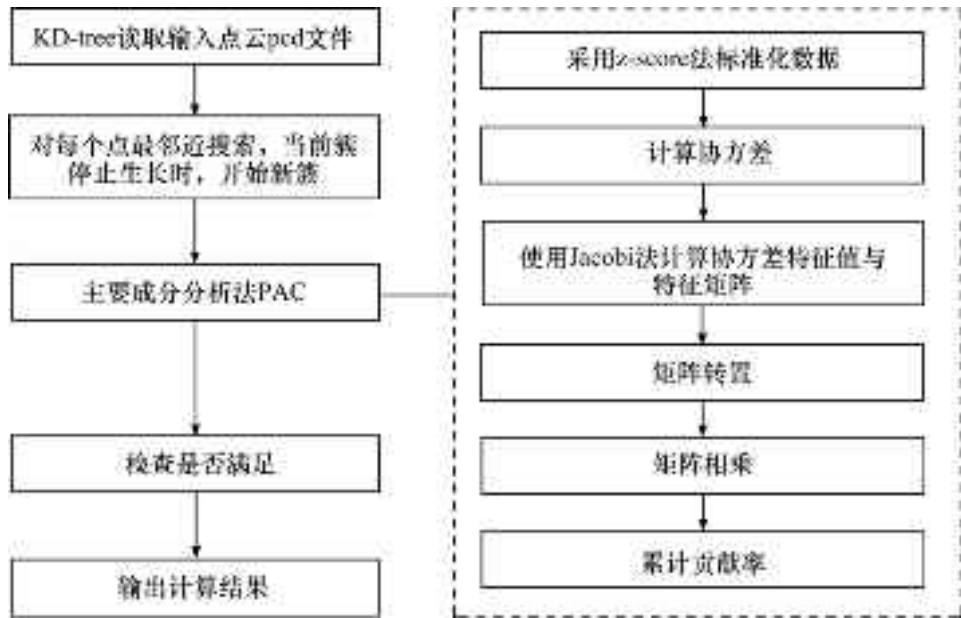 KD-tree读取输入点云pcd文件
对每个点最邻近搜索，当前簇
停止生长时，开始新簇
主要成分分析法PAC
检查是否满足
输出计算结果
采用z-score法标准化数据
计算协方差
使用Jacobi法计算协方差特征值与
特征矩阵
矩阵转置
矩阵相乘
累计贡献率